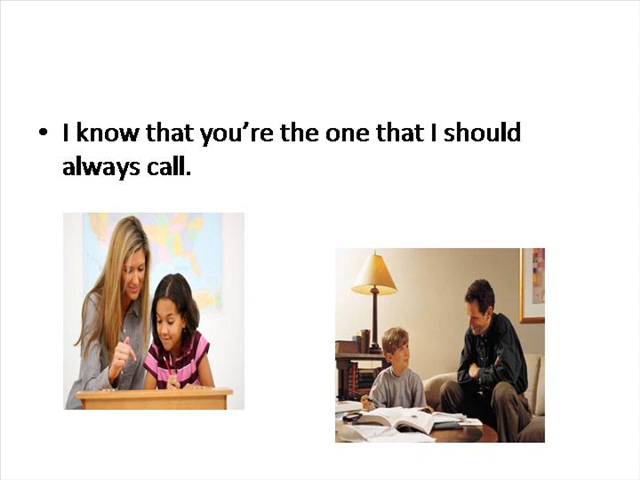 • I know that you’re the one that I should
always call.